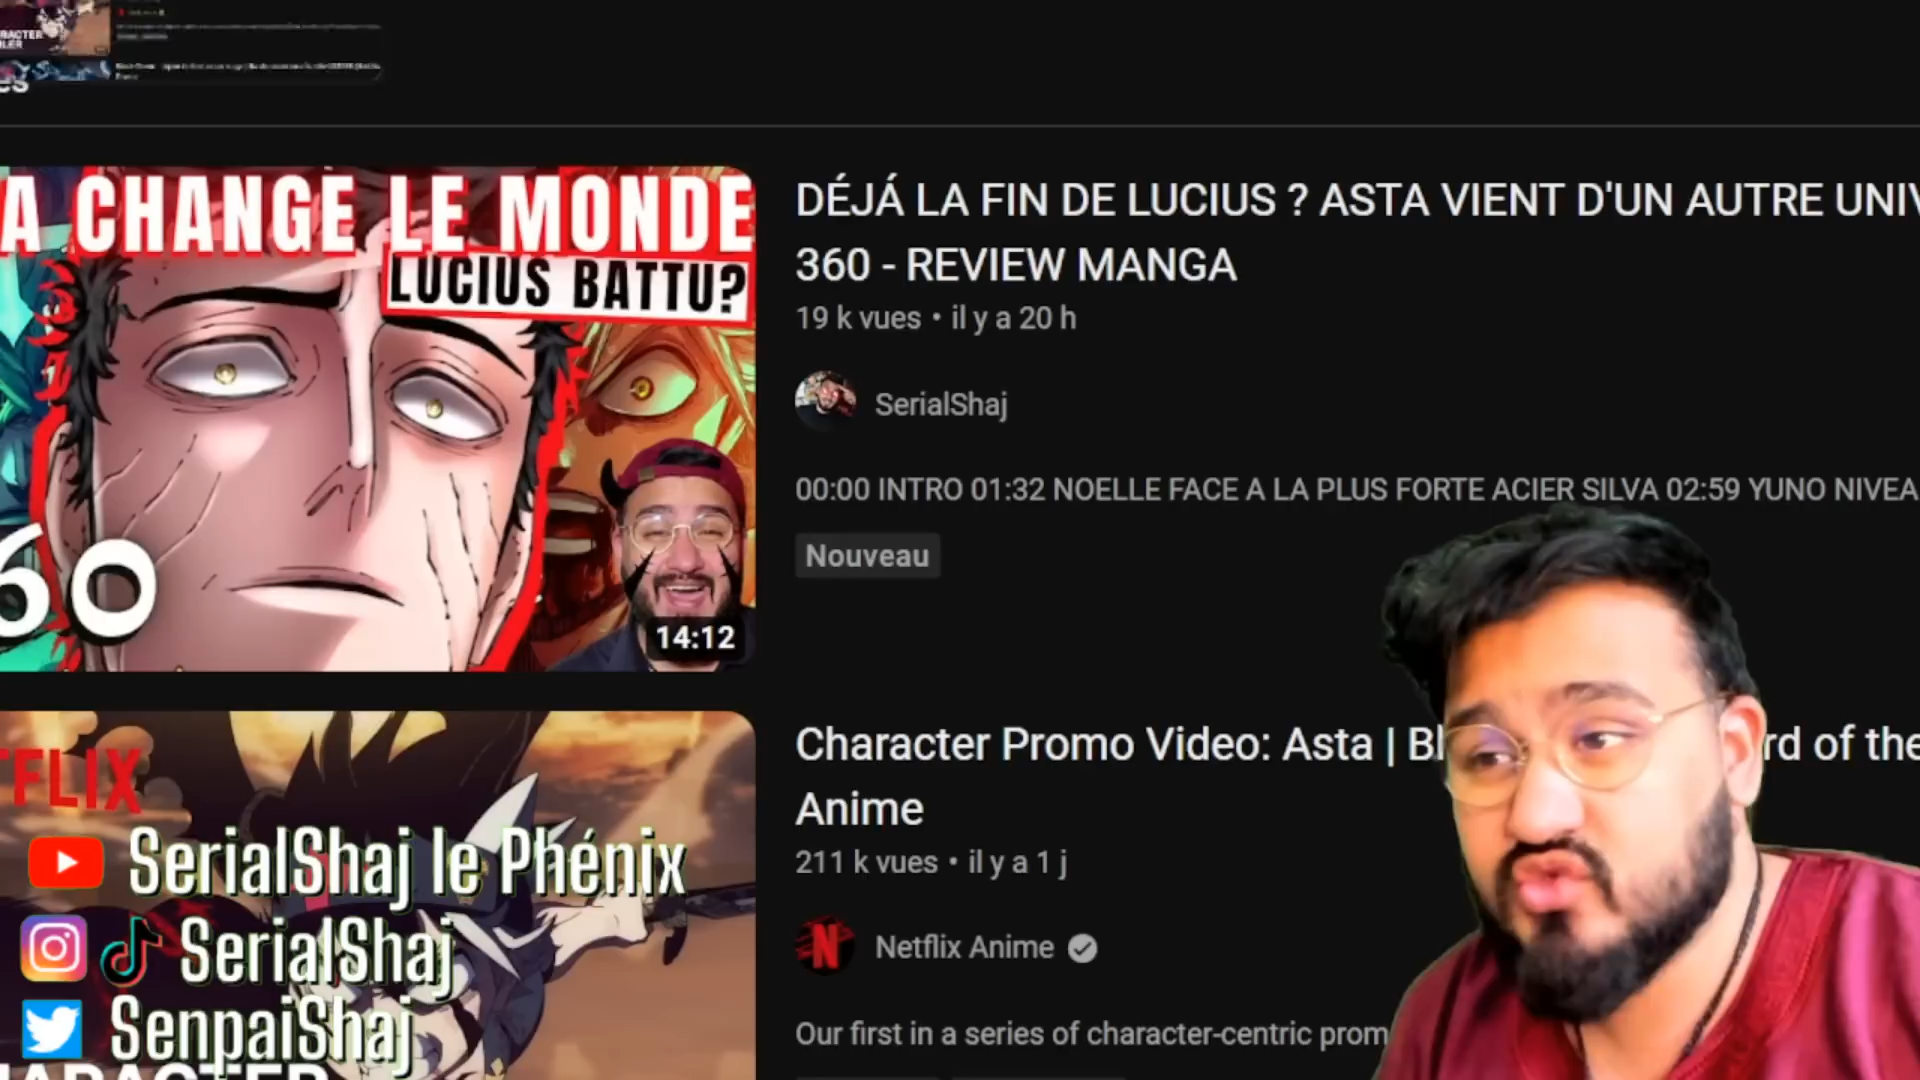 A CHANGE LE MONDE
LUCIUS BATTU?
60
14:12
DÉJÁ LA FIN DE LUCIUS ? ASTA VIENT D'UN AUTRE UNIV
360 - REVIEW MANGA
19 k vues • il y a 20 h
SerialShaj
00:00 INTRO 01:32 NOELLE FACE A LA PLUS FORTE ACIER SILVA 02:59 YUNO NIVEA
Nouveau
Character Promo Video: Asta | Bl rd of the
Anime
211 k vues • il y a 1 j
N Netflix Anime
Our first in a series of character-centric prom
TFLIX
SerialShaj le Phénix
SerialShaj
SenpaiShaj
HARACTER